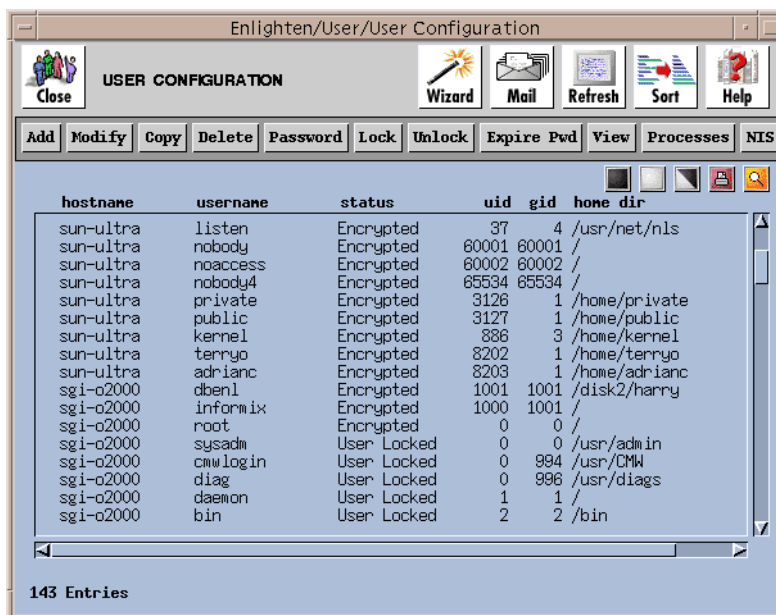 Enlighten/User/User Configuration
Close USER CONFIGURATION Wizard Mail Refresh Sort Help
Add Modify Copy Delete Password Lock Unlock Expire Pwd View Processes NIS
hostname username status uid gid home dir
sun-ultra listen Encrypted 37 4 /usr/net/nls
sun-ultra nobody Encrypted 60001 60001 /
sun-ultra noaccess Encrypted 60002 60002 /
sun-ultra nobody4 Encrypted 65534 65534 /
sun-ultra private Encrypted 3126 1 /home/private
sun-ultra public Encrypted 3127 1 /home/public
sun-ultra kernel Encrypted 886 3 /home/kernel
sun-ultra terryo Encrypted 8202 1 /home/terryo
sun-ultra adrianc Encrypted 8203 1 /home/adrianc
sgi-o2000 dbenl Encrypted 1001 1001 /disk2/harry
sgi-o2000 informix Encrypted 1000 1001 /
sgi-o2000 root Encrypted 0 0 /
sgi-o2000 sysadm User Locked 0 0 /usr/admin
sgi-o2000 cmwlogin User Locked 0 994 /usr/CMW
sgi-o2000 diag User Locked 0 996 /usr/diags
sgi-o2000 daemon User Locked 1 1 /
sgi-o2000 bin User Locked 2 2 /bin
143 Entries